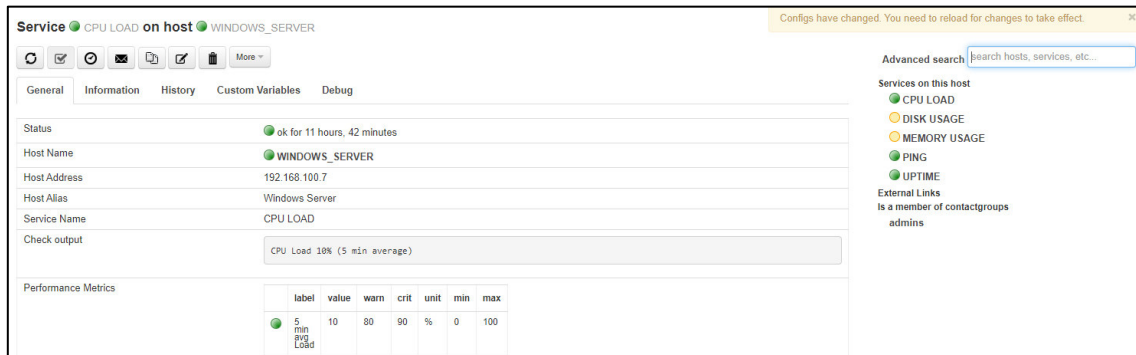 Service CPU LOAD on host WINDOWS_SERVER
Configs have changed. You need to reload for changes to take effect. ×
More
General Information History Custom Variables Debug
Status ok for 11 hours, 42 minutes
Host Name WINDOWS_SERVER
Host Address 192.168.100.7
Host Alias Windows Server
Service Name CPU LOAD
Check output CPU Load 10% (5 min average)
Performance Metrics
label value warn crit unit min max
5 min avg Load 10 80 90 % 0 100
Advanced search search hosts, services, etc...
Services on this host
CPU LOAD
DISK USAGE
MEMORY USAGE
PING
UPTIME
External Links
Is a member of contactgroups
admins